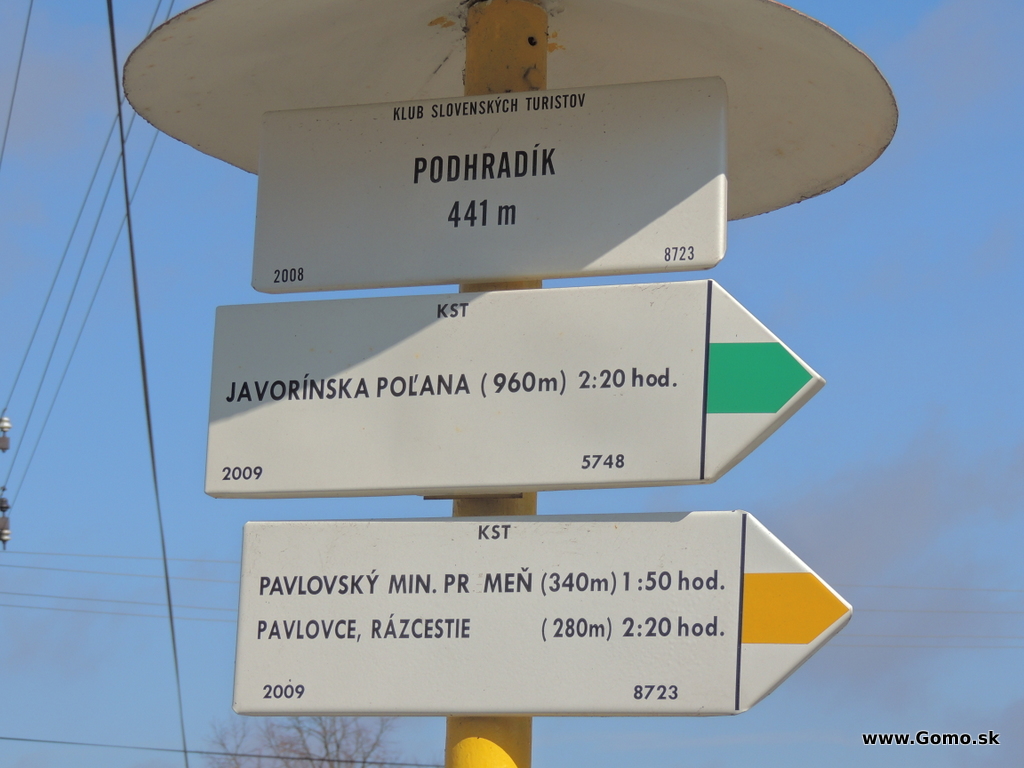 KLUB SLOVENSKÝCH TURISTOV
PODHRADÍK
441 m
2008 8723
KST
JAVORÍNSKA POĽANA (960m) 2:20 hod.
2009 5748
KST
PAVLOVSKÝ MIN. PR MEŇ (340m) 1:50 hod.
PAVLOVCE, RÁZCESTIE (280m) 2:20 hod.
2009 8723
www.Gomo.sk